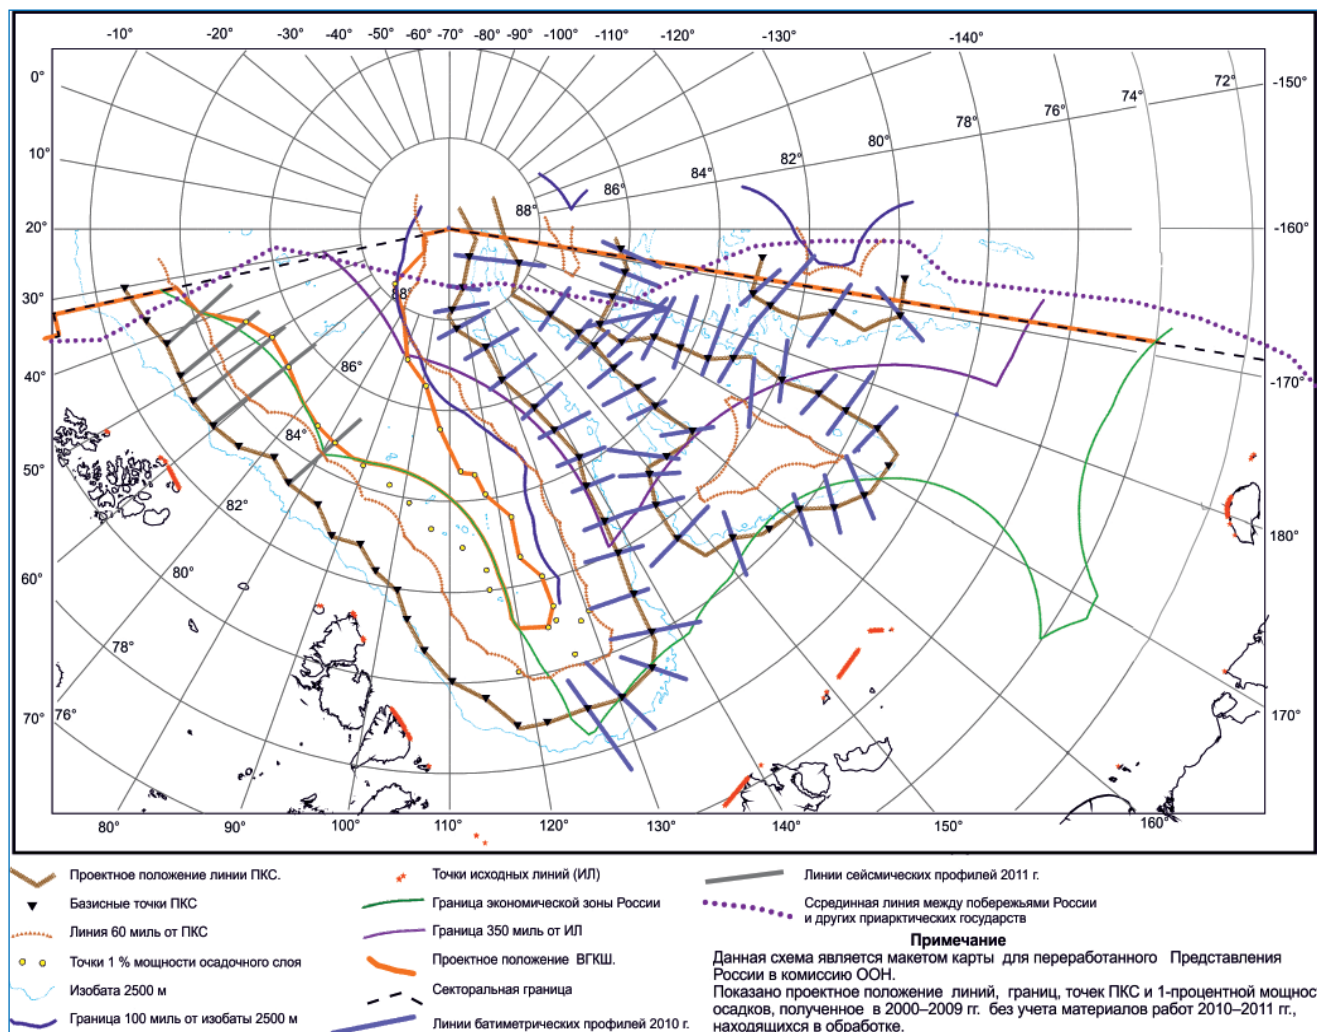 -10° -20° -30° -40° -50° -60° -70° -80° -90° -100° -110° -120° -130° -140°
0°
10°
20°
30°
40°
50°
60°
70°
-150°
-160°
-170°
180°
170°
72°
74°
76°
78°
80°
82°
84°
86°
88°
88°
86°
84°
82°
80°
78°
76°
80° 90° 100° 110° 120° 130° 140° 150° 160°
Проектное положение линии ПКС.
Базисные точки ПКС
Линия 60 миль от ПКС
Точки 1 % мощности осадочного слоя
Изобата 2500 м
Граница 100 миль от изобаты 2500 м
Точки исходных линий (ИЛ)
Граница экономической зоны России
Граница 350 миль от ИЛ
Проектное положение ВГКШ.
Секторальная граница
Линии батиметрических профилей 2010 г.
Линии сейсмических профилей 2011 г.
Ссрединная линия между побережьями России
и других приарктических государств
Примечание
Данная схема является макетом карты для переработанного Представления
России в комиссию ООН.
Показано проектное положение линий, границ, точек ПКС и 1-процентной мощност
осадков, полученное в 2000–2009 гг. без учета материалов работ 2010–2011 гг.,
находящихся в обработке.